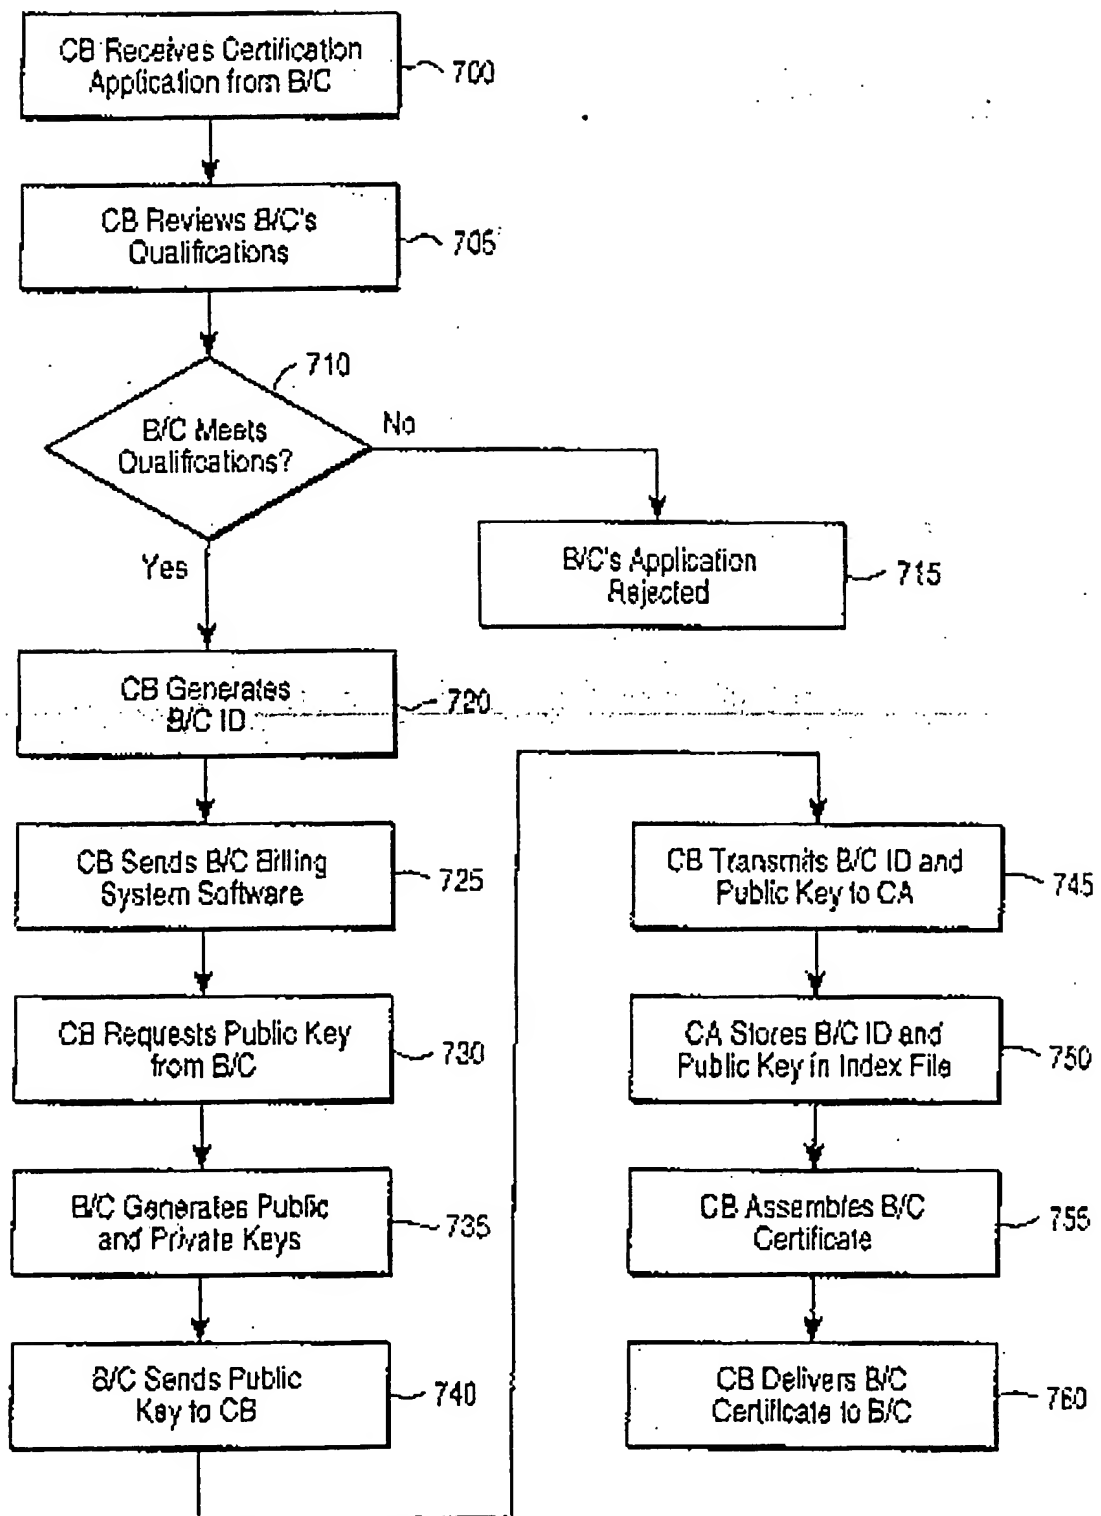 CB Receives Certification
Application from B/C
700
CB Reviews B/C's
Qualifications
705
710
B/C Meets
Qualifications?
No
Yes
B/C's Application
Rejected
715
CB Generates
B/C ID
720
CB Sends B/C Billing
System Software
725
CB Requests Public Key
from B/C
730
B/C Generates Public
and Private Keys
735
B/C Sends Public
Key to CB
740
CB Transmits B/C ID and
Public Key to CA
745
CA Stores B/C ID and
Public Key in Index File
750
CB Assembles B/C
Certificate
755
CB Delivers B/C
Certificate to B/C
760